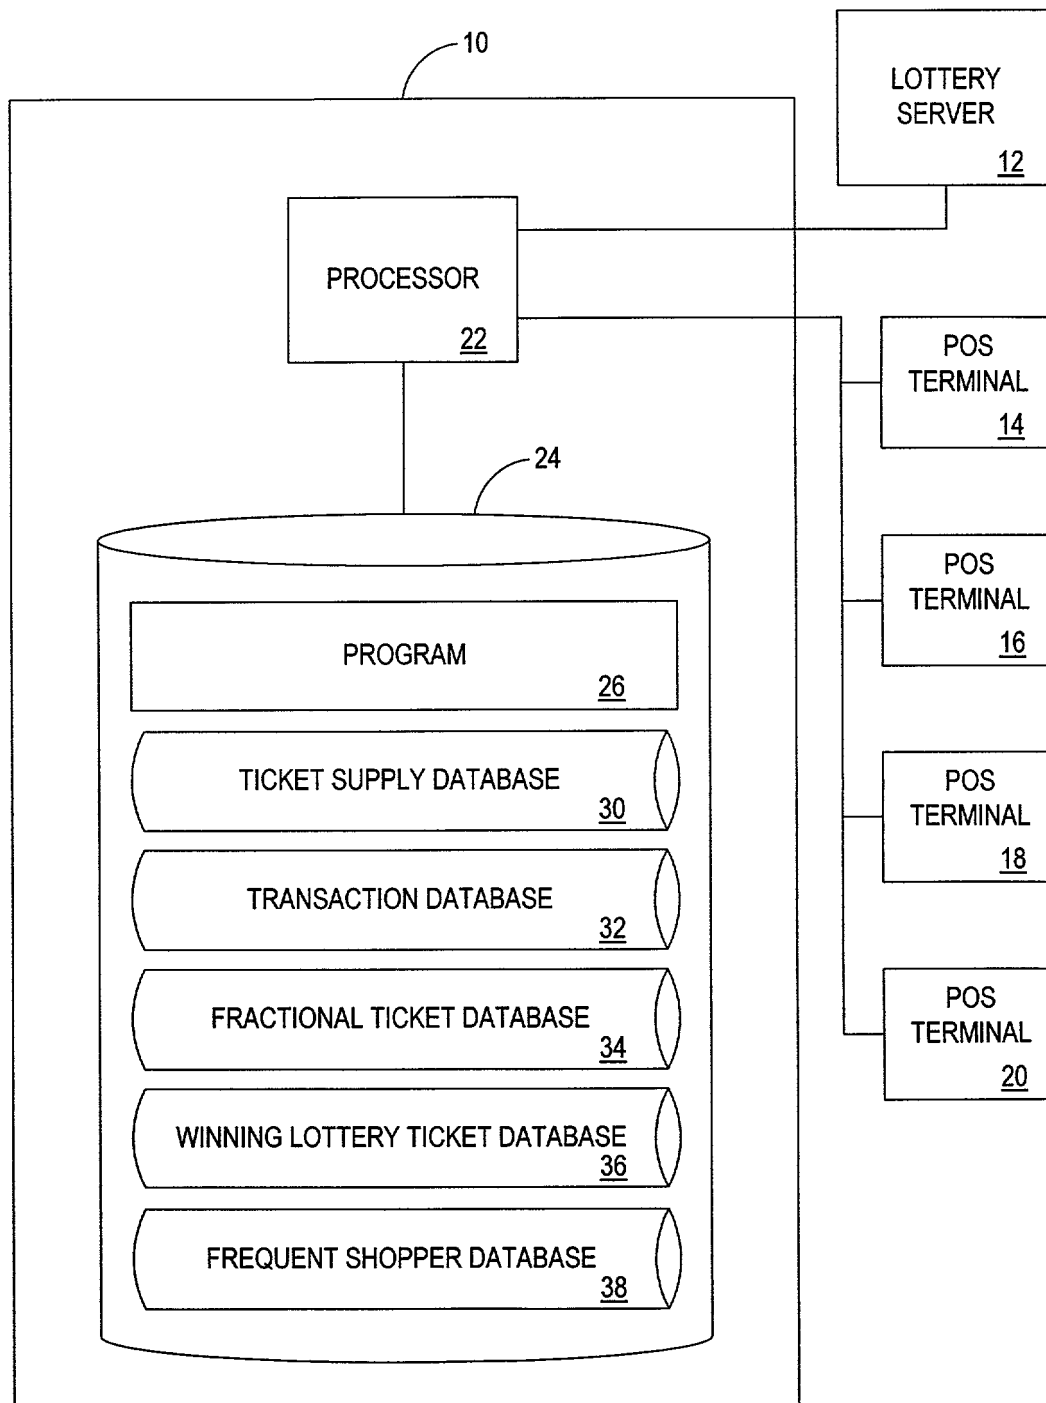 10
LOTTERY
SERVER
12
PROCESSOR
22
POS
TERMINAL
14
24
POS
TERMINAL
16
PROGRAM
26
TICKET SUPPLY DATABASE
30
POS
TERMINAL
18
TRANSACTION DATABASE
32
FRACTIONAL TICKET DATABASE
34
POS
TERMINAL
20
WINNING LOTTERY TICKET DATABASE
36
FREQUENT SHOPPER DATABASE
38